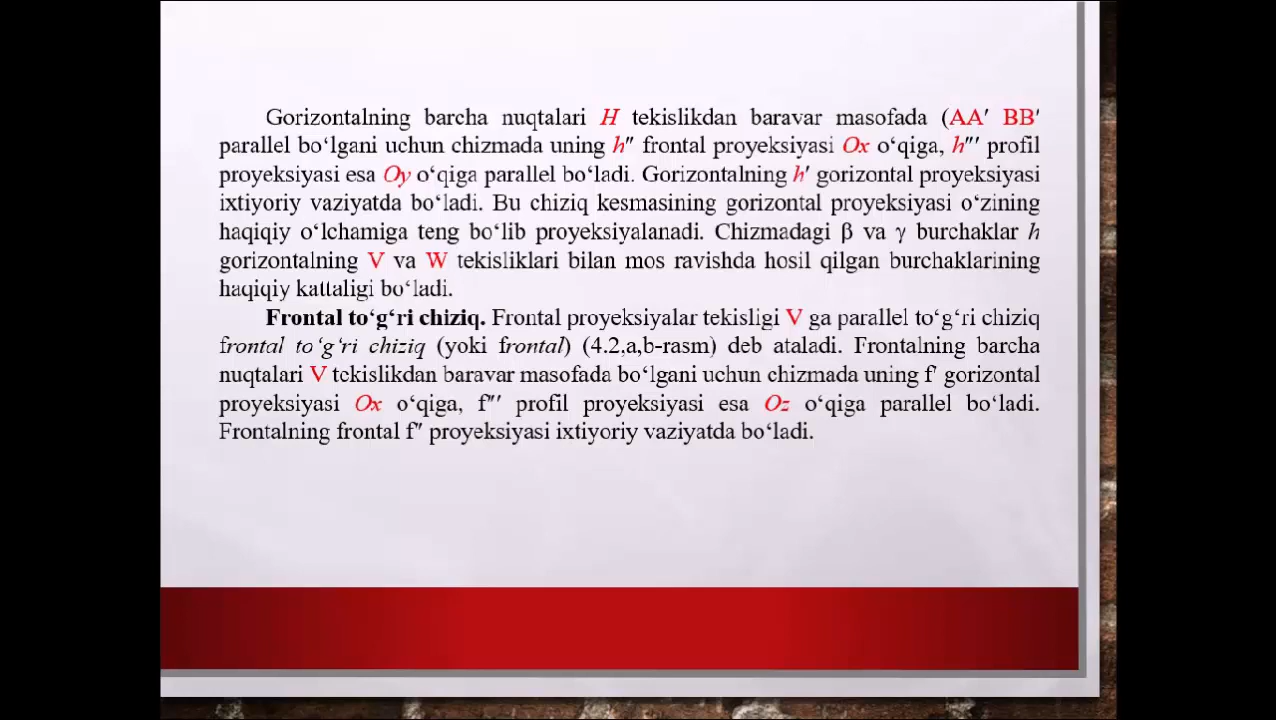 Gorizontalning barcha nuqtalari H tekislikdan baravar masofada (AA′ BB′
parallel bo‘lgani uchun chizmada uning h″ frontal proyeksiyasi Ox o‘qiga, h″′ profil
proyeksiyasi esa Oy o‘qiga parallel bo‘ladi. Gorizontalning h′ gorizontal proyeksiyasi
ixtiyoriy vaziyatda bo‘ladi. Bu chiziq kesmasining gorizontal proyeksiyasi o‘zining
haqiqiy o‘lchamiga teng bo‘lib proyeksiyalanadi. Chizmadagi β va γ burchaklar h
gorizontalning V W tekisliklari bilan mos ravishda hosil qilgan burchaklarining
haqiqiy kattaligi bo‘ladi.
Frontal to‘g‘ri chiziq. Frontal proyeksiyalar tekisligi V ga parallel to‘g‘ri chiziq
frontal to‘g‘ri chiziq (yoki frontal) (4.2,a,b-rasm) deb ataladi. Frontalning barcha
nuqtalari V tekislikdan baravar masofada bo‘lgani uchun chizmada uning f′ gorizontal
proyeksiyasi Ox o‘qiga, f″′ profil proyeksiyasi esa Oz o‘qiga parallel bo‘ladi.
Frontalning frontal f″ proyeksiyasi ixtiyoriy vaziyatda bo‘ladi.